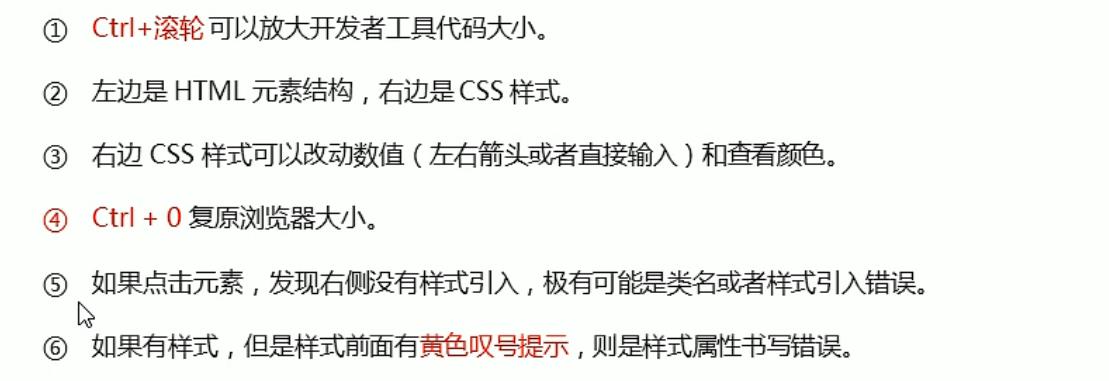 ① Ctrl+滚轮 可以放大开发者工具代码大小。
② 左边是 HTML 元素结构，右边是 CSS 样式。
③ 右边 CSS 样式可以改动数值（左右箭头或者直接输入）和查看颜色。
④ Ctrl + 0 复原浏览器大小。
⑤ 如果点击元素，发现右侧没有样式引入，极有可能是类名或者样式引入错误。
⑥ 如果有样式，但是样式前面有黄色叹号提示，则是样式属性书写错误。